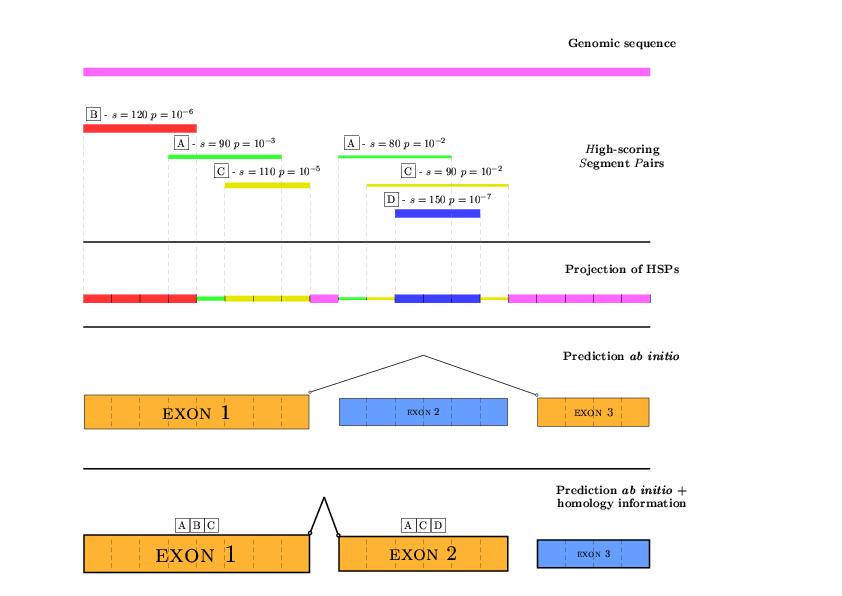 Genomic sequence
B - s = 120 p = 10⁻⁶
A - s = 90 p = 10⁻³
A - s = 80 p = 10⁻²
High-scoring
Segment Pairs
C - s = 110 p = 10⁻⁵
C - s = 90 p = 10⁻²
D - s = 150 p = 10⁻⁷
Projection of HSPs
Prediction ab initio
EXON 1
EXON 2
EXON 3
Prediction ab initio +
homology information
A B C
A C D
EXON 1
EXON 2
EXON 3